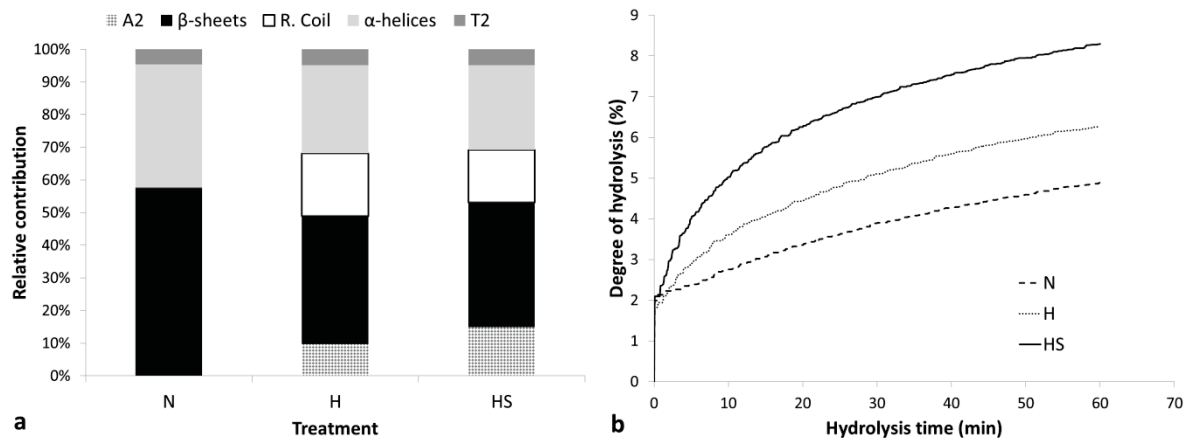 A2 β-sheets R. Coil α-helices T2
100%
90%
80%
70%
60%
50%
40%
30%
20%
10%
0%
Relative contribution
N H HS
Treatment
a
9
8
7
6
5
4
3
2
1
0
Degree of hydrolysis (%)
N
H
HS
0 10 20 30 40 50 60 70
Hydrolysis time (min)
b